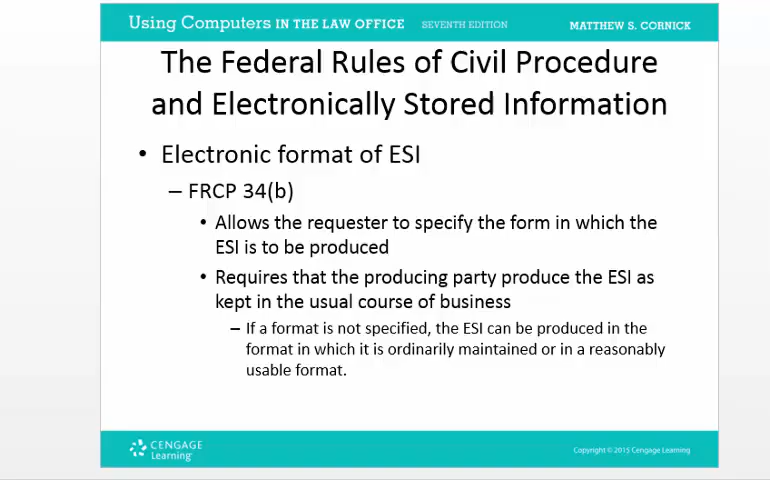 Using Computers IN THE LAW OFFICE SEVENTH EDITION MATTHEW S. CORNICK
The Federal Rules of Civil Procedure
and Electronically Stored Information
• Electronic format of ESI
– FRCP 34(b)
• Allows the requester to specify the form in which the
ESI is to be produced
• Requires that the producing party produce the ESI as
kept in the usual course of business
– If a format is not specified, the ESI can be produced in the
format in which it is ordinarily maintained or in a reasonably
usable format.
CENGAGE
Learning
Copyright © 2015 Cengage Learning